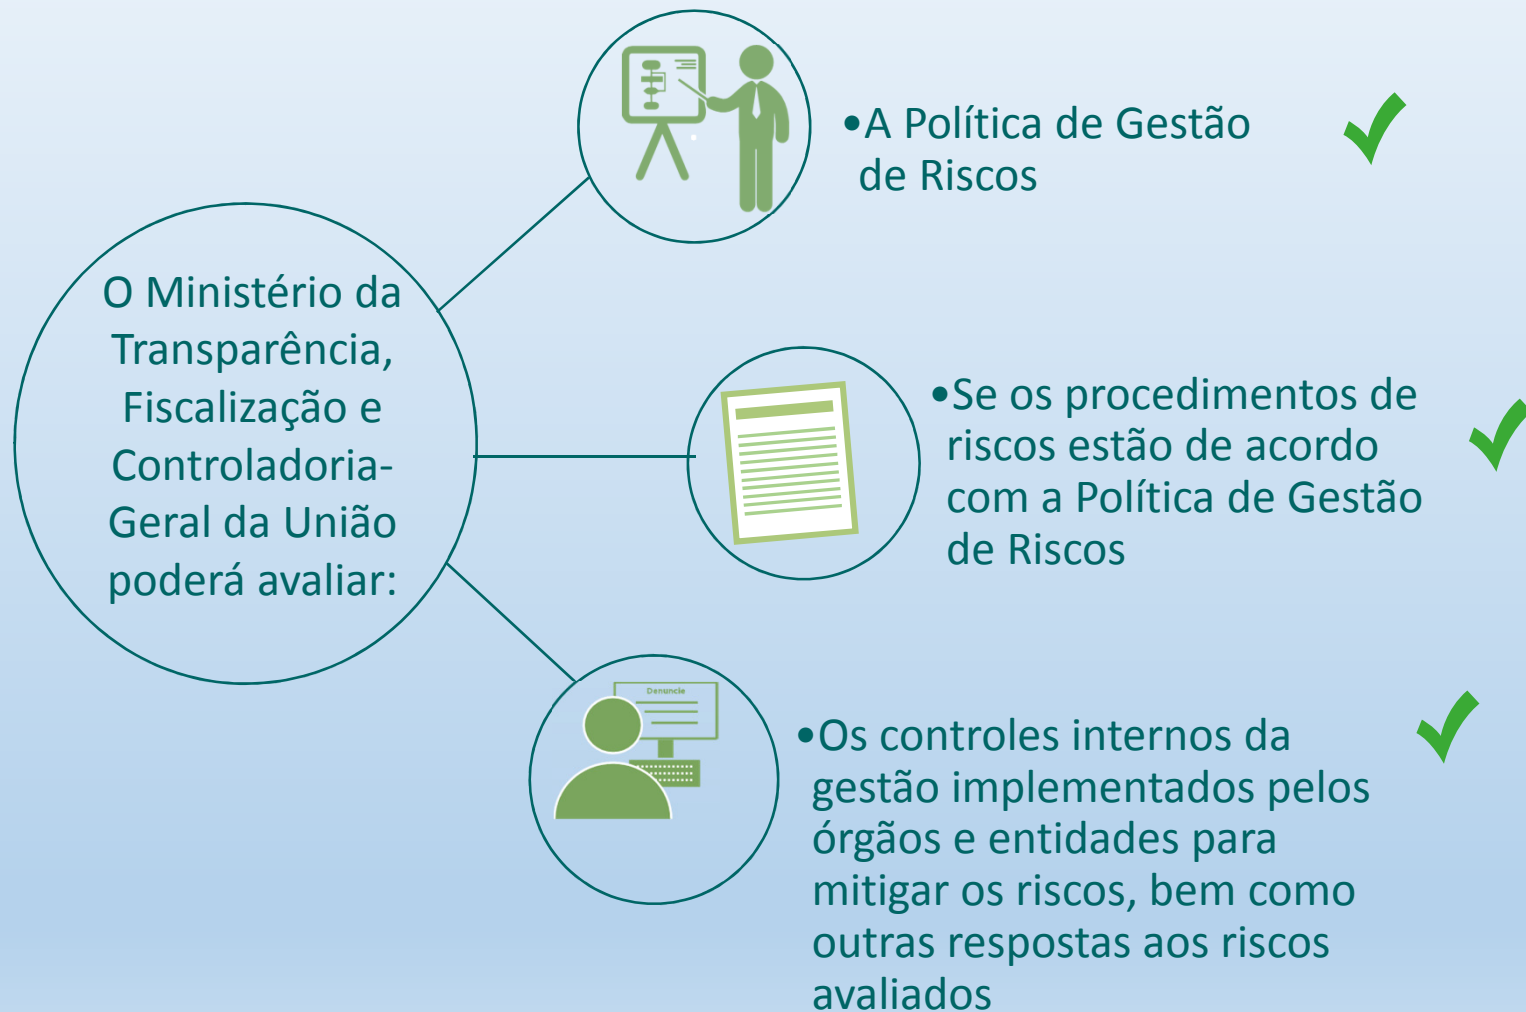 O Ministério da
Transparência,
Fiscalização e
Controladoria-
Geral da União
poderá avaliar:
•A Política de Gestão
de Riscos
•Se os procedimentos de
riscos estão de acordo
com a Política de Gestão
de Riscos
Denuncie
•Os controles internos da
gestão implementados pelos
órgãos e entidades para
mitigar os riscos, bem como
outras respostas aos riscos
avaliados